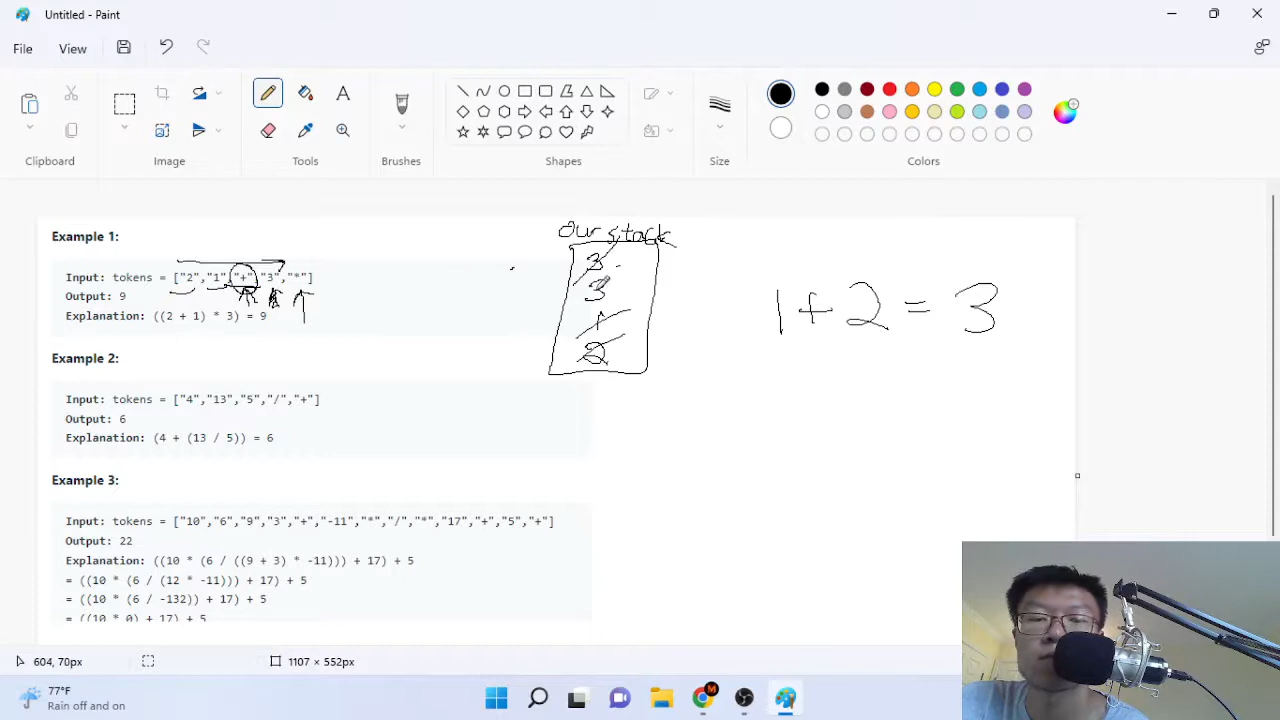 Untitled - Paint
File
View
Clipboard
Image
Tools
Brushes
Shapes
Size
Colors
A
Example 1:
Input: tokens = ["2","1","+","3","*"]
Output: 9
Explanation: ((2 + 1) * 3) = 9
Our stack
3
3
1
2
1 + 2 = 3
Example 2:
Input: tokens = ["4","13","5","/","+"]
Output: 6
Explanation: (4 + (13 / 5)) = 6
Example 3:
Input: tokens = ["10","6","9","3","+","-11","*","/","*","17","+","5","+"]
Output: 22
Explanation: ((10 * (6 / ((9 + 3) * -11))) + 17) + 5
= ((10 * (6 / (12 * -11))) + 17) + 5
= ((10 * (6 / -132)) + 17) + 5
= ((10 * 0) + 17) + 5
604, 70px
1107 × 552px
77°F
Rain off and on
M